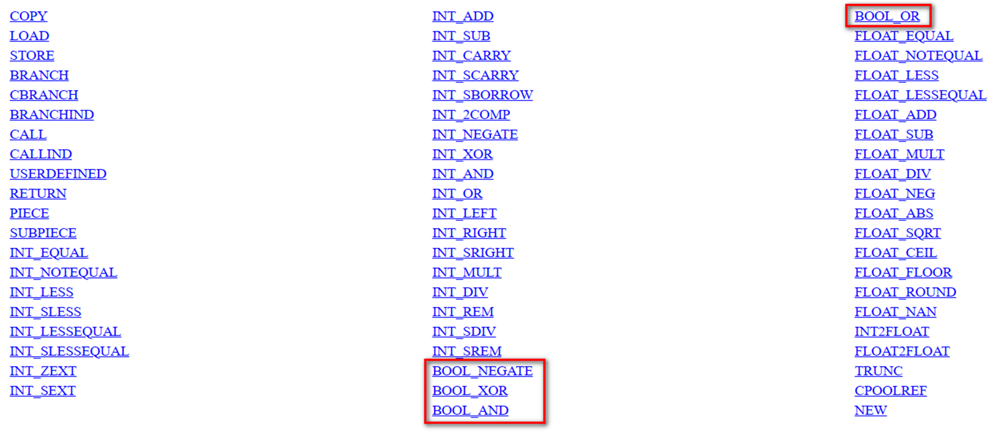 COPY
LOAD
STORE
BRANCH
CBRANCH
BRANCHIND
CALL
CALLIND
USERDEFINED
RETURN
PIECE
SUBPIECE
INT_EQUAL
INT_NOTEQUAL
INT_LESS
INT_SLESS
INT_LESSEQUAL
INT_SLESSEQUAL
INT_ZEXT
INT_SEXT
INT_ADD
INT_SUB
INT_CARRY
INT_SCARRY
INT_SBORROW
INT_2COMP
INT_NEGATE
INT_XOR
INT_AND
INT_OR
INT_LEFT
INT_RIGHT
INT_SRIGHT
INT_MULT
INT_DIV
INT_REM
INT_SDIV
INT_SREM
BOOL_NEGATE
BOOL_XOR
BOOL_AND
BOOL_OR
FLOAT_EQUAL
FLOAT_NOTEQUAL
FLOAT_LESS
FLOAT_LESSEQUAL
FLOAT_ADD
FLOAT_SUB
FLOAT_MULT
FLOAT_DIV
FLOAT_NEG
FLOAT_ABS
FLOAT_SQRT
FLOAT_CEIL
FLOAT_FLOOR
FLOAT_ROUND
FLOAT_NAN
INT2FLOAT
FLOAT2FLOAT
TRUNC
CPOOLREF
NEW